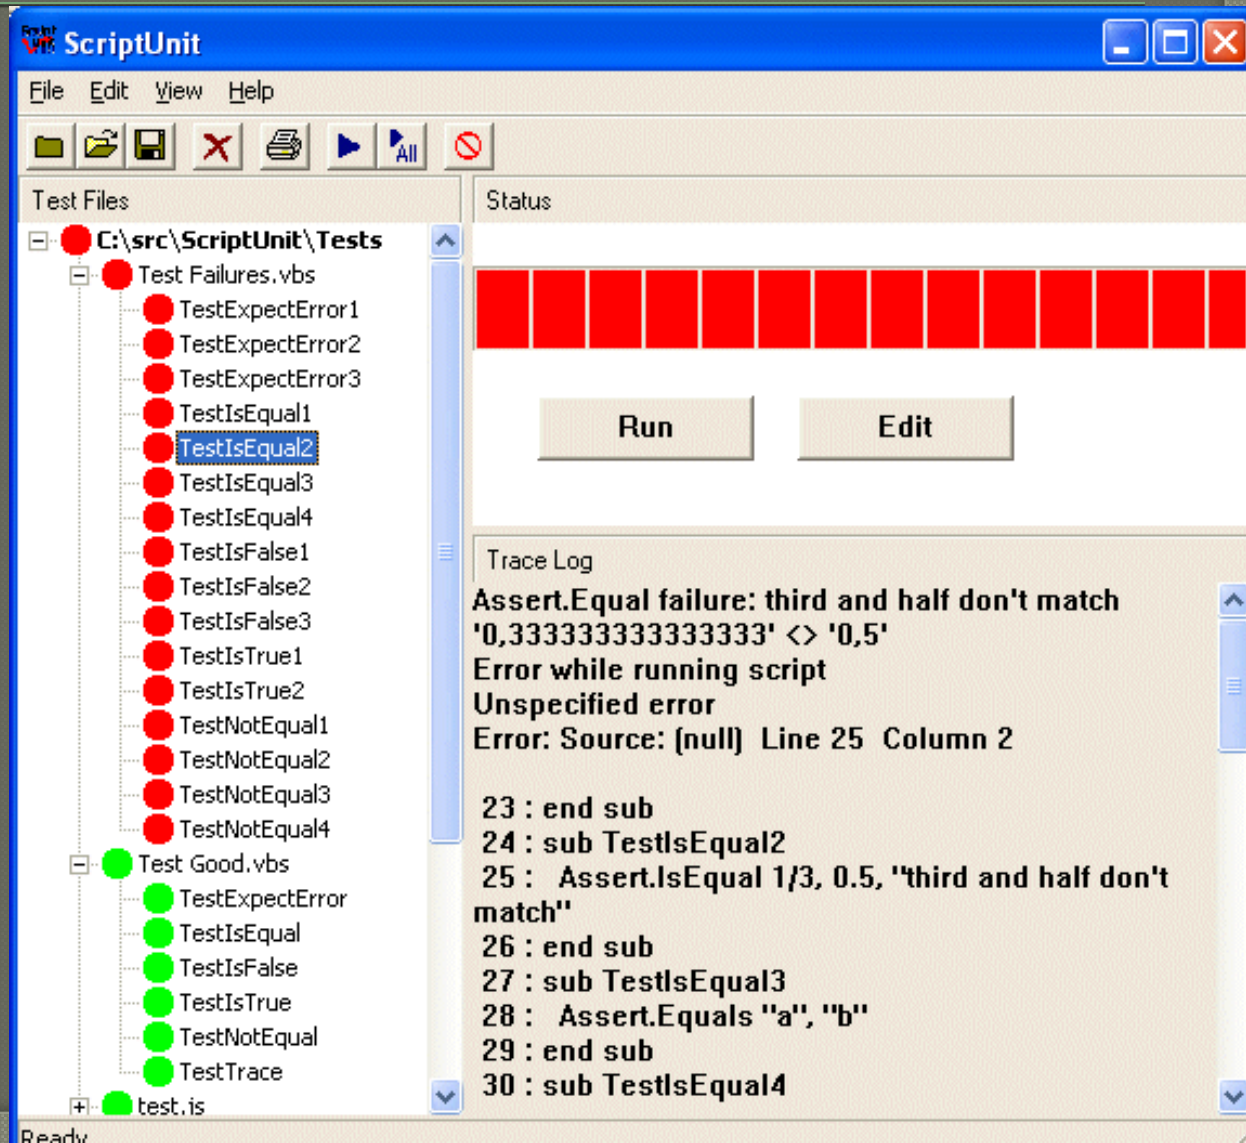 ScriptUnit
File Edit View Help
All
Test Files
C:\src\ScriptUnit\Tests
Test Failures.vbs
TestExpectError1
TestExpectError2
TestExpectError3
TestIsEqual1
TestIsEqual2
TestIsEqual3
TestIsEqual4
TestIsFalse1
TestIsFalse2
TestIsFalse3
TestIsTrue1
TestIsTrue2
TestNotEqual1
TestNotEqual2
TestNotEqual3
TestNotEqual4
Test Good.vbs
TestExpectError
TestIsEqual
TestIsFalse
TestIsTrue
TestNotEqual
TestTrace
test.js
Status
Run Edit
Trace Log
Assert.Equal failure: third and half don't match
'0,333333333333333' <> '0,5'
Error while running script
Unspecified error
Error: Source: (null) Line 25 Column 2
23 : end sub
24 : sub TestIsEqual2
25 : Assert.IsEqual 1/3, 0.5, "third and half don't
match"
26 : end sub
27 : sub TestIsEqual3
28 : Assert.Equals "a", "b"
29 : end sub
30 : sub TestIsEqual4
Ready